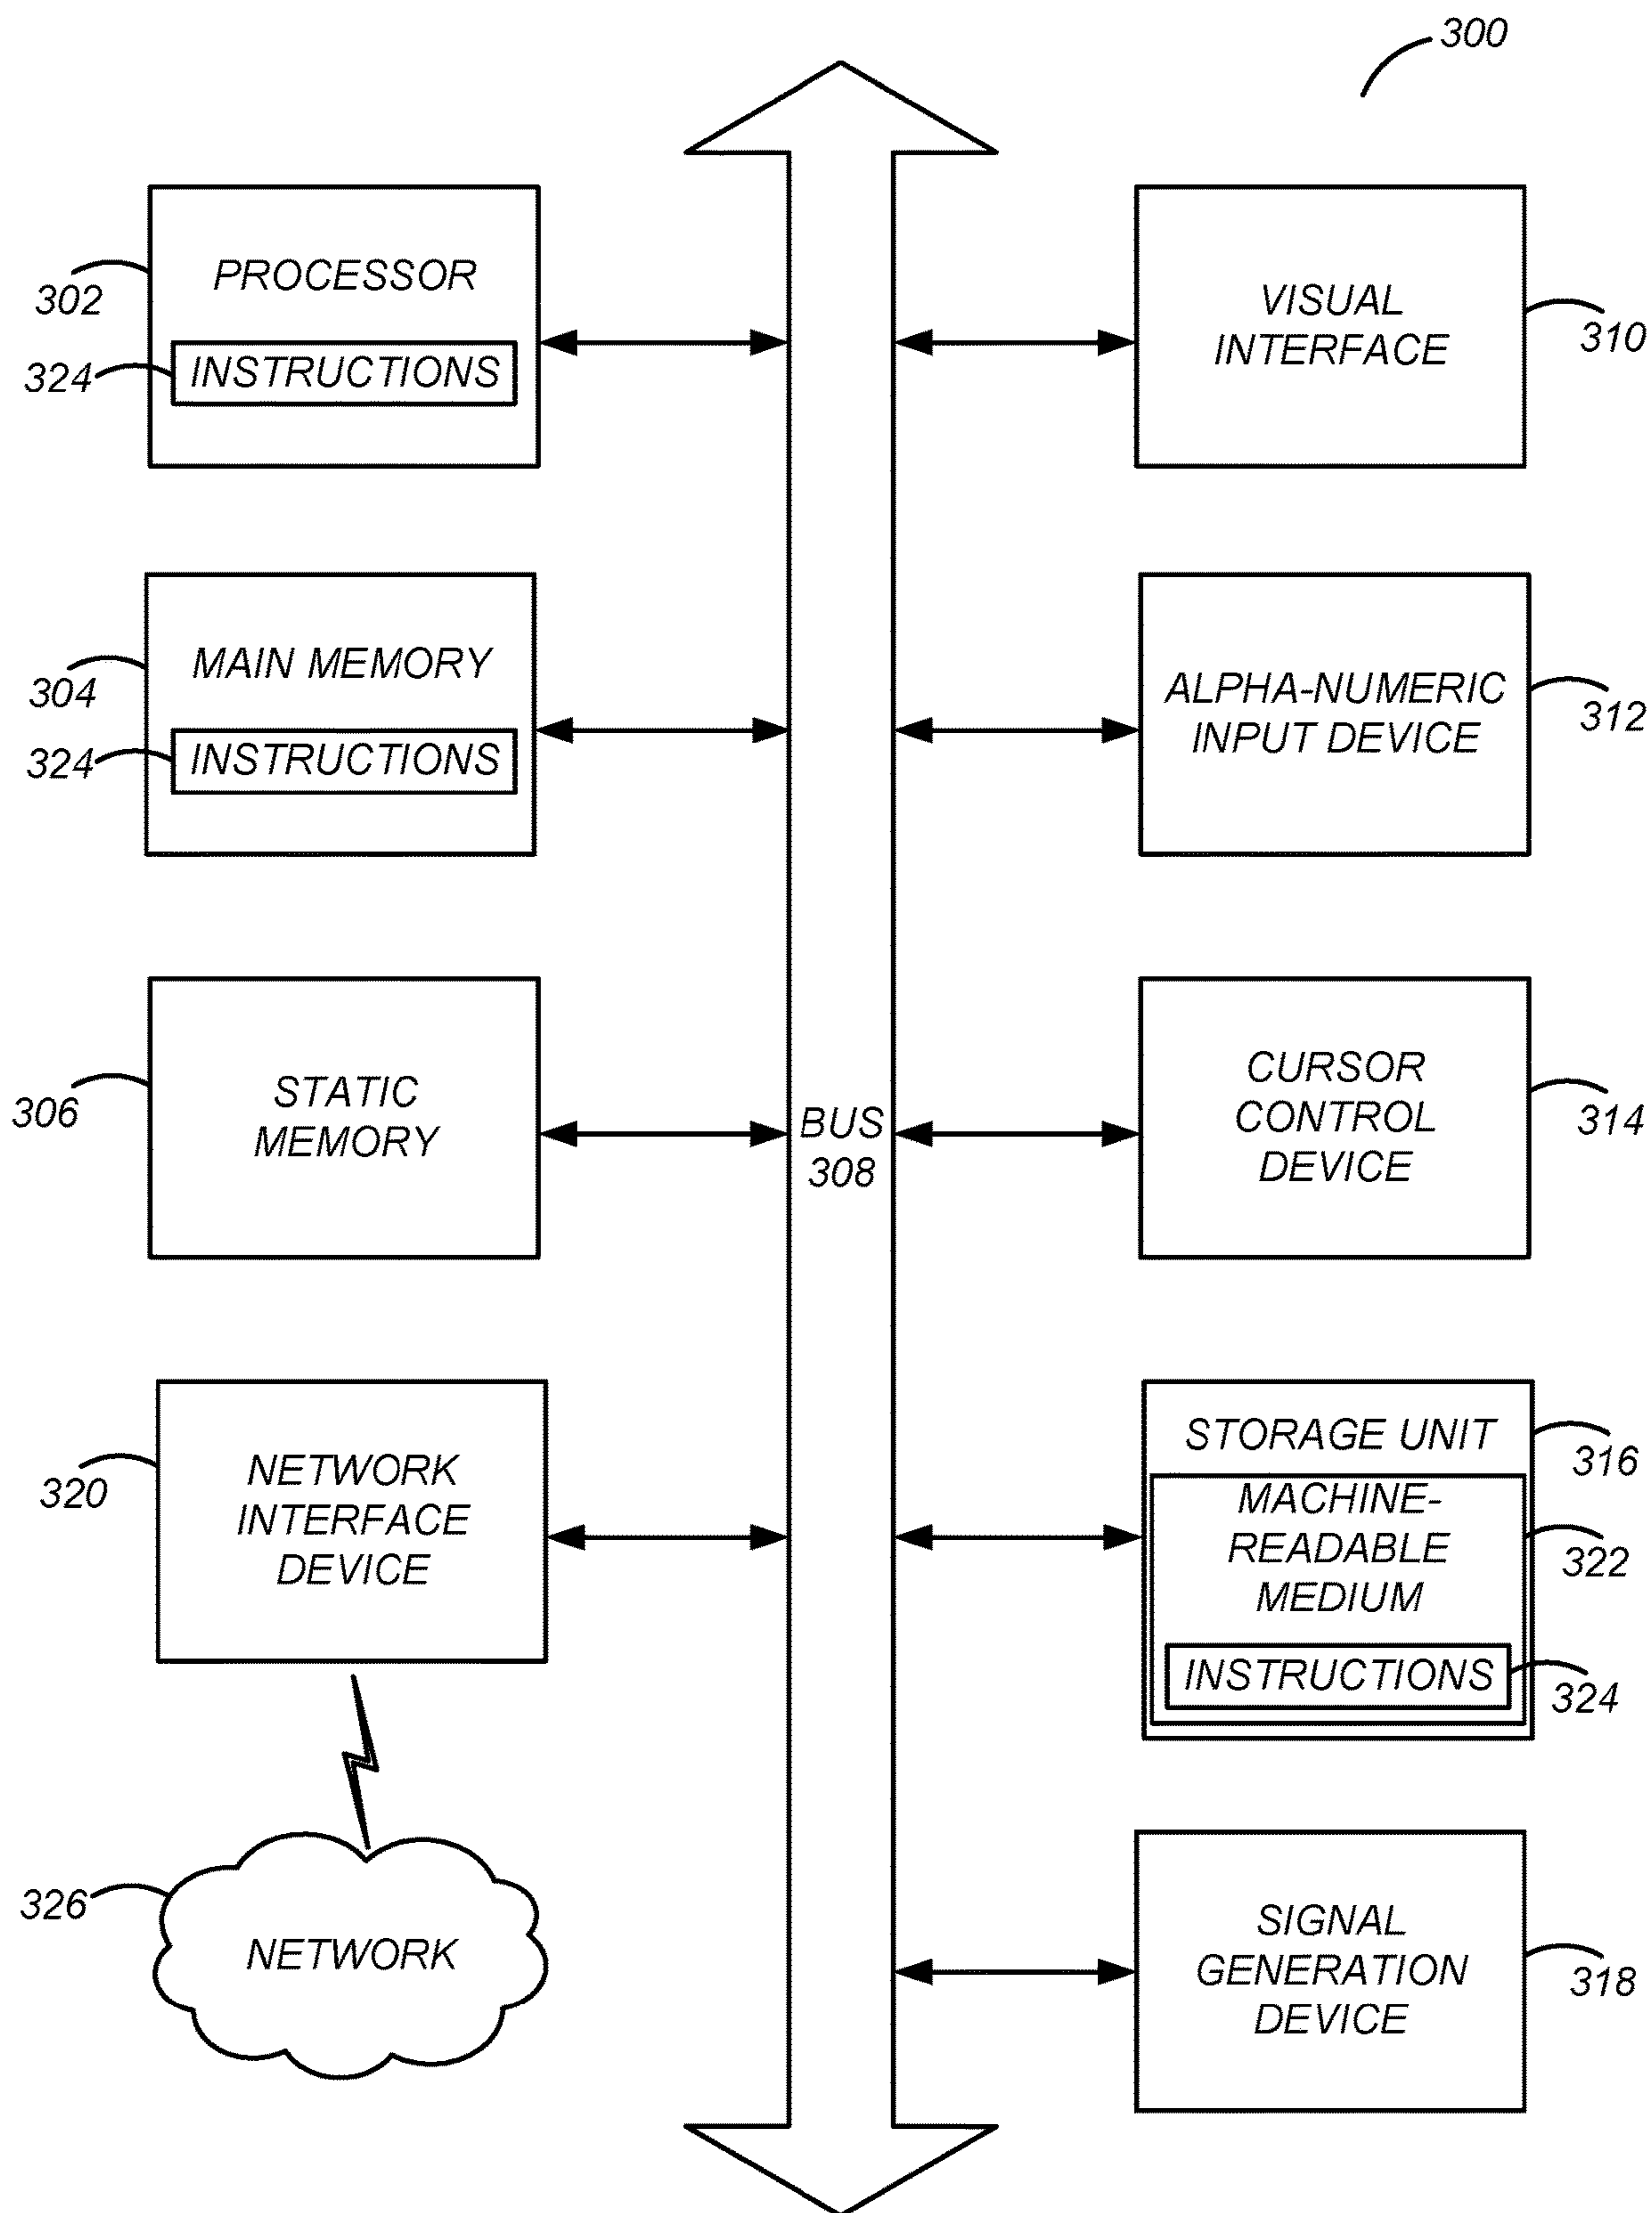 300
PROCESSOR
302
324
INSTRUCTIONS
VISUAL
INTERFACE
310
MAIN MEMORY
304
324
INSTRUCTIONS
ALPHA-NUMERIC
INPUT DEVICE
312
STATIC
MEMORY
306
BUS
308
CURSOR
CONTROL
DEVICE
314
NETWORK
INTERFACE
DEVICE
320
STORAGE UNIT
316
MACHINE-
READABLE
MEDIUM
322
INSTRUCTIONS
324
326
NETWORK
SIGNAL
GENERATION
DEVICE
318